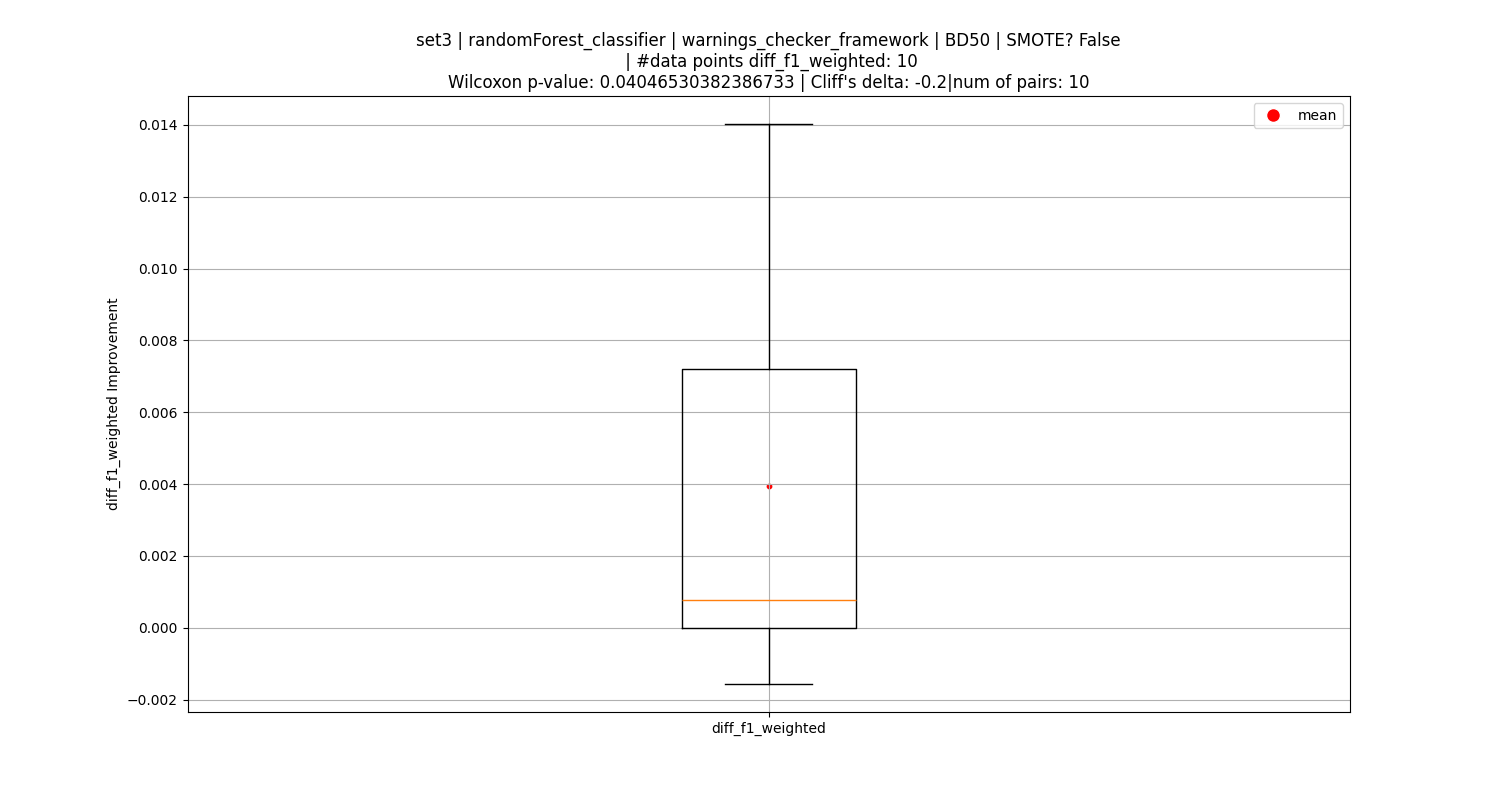 set3 | randomForest_classifier | warnings_checker_framework | BD50 | SMOTE? False
| #data points diff_f1_weighted: 10
Wilcoxon p-value: 0.04046530382386733 | Cliff's delta: -0.2|num of pairs: 10
mean
0.014
0.012
0.010
0.008
0.006
0.004
0.002
0.000
−0.002
diff_f1_weighted Improvement
diff_f1_weighted